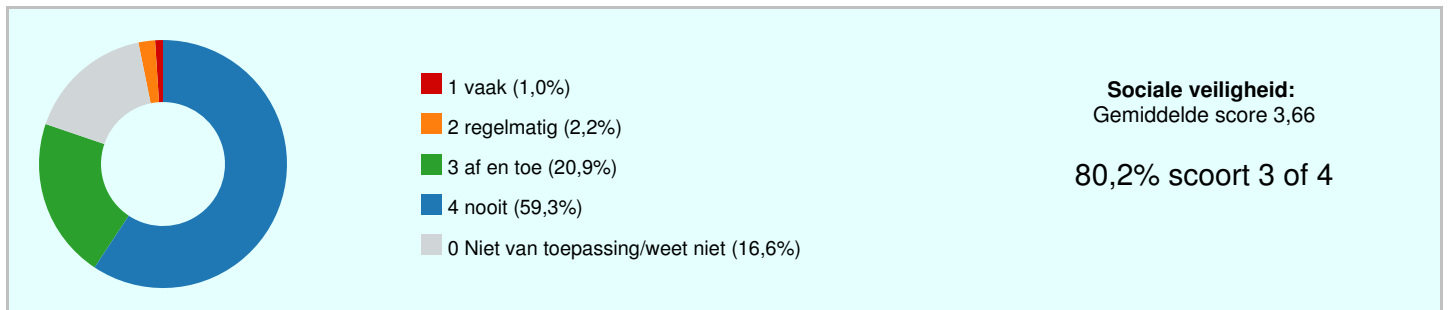 1 vaak (1,0%)
2 regelmatig (2,2%)
3 af en toe (20,9%)
4 nooit (59,3%)
0 Niet van toepassing/weet niet (16,6%)
Sociale veiligheid:
Gemiddelde score 3,66
80,2% scoort 3 of 4